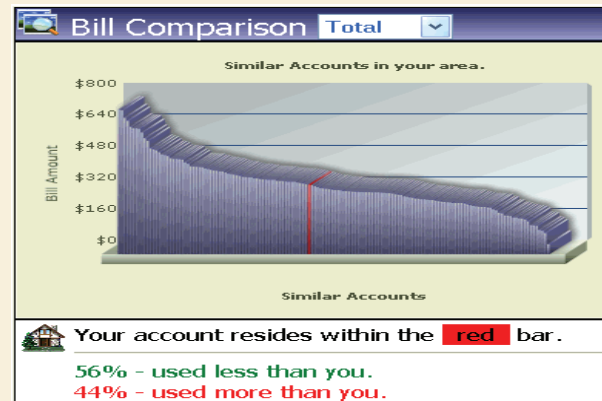 Bill Comparison Total
Similar Accounts in your area.
$800
$640
$480
$320
$160
$0
Bill Amount
Similar Accounts
Your account resides within the red bar.
56% - used less than you.
44% - used more than you.